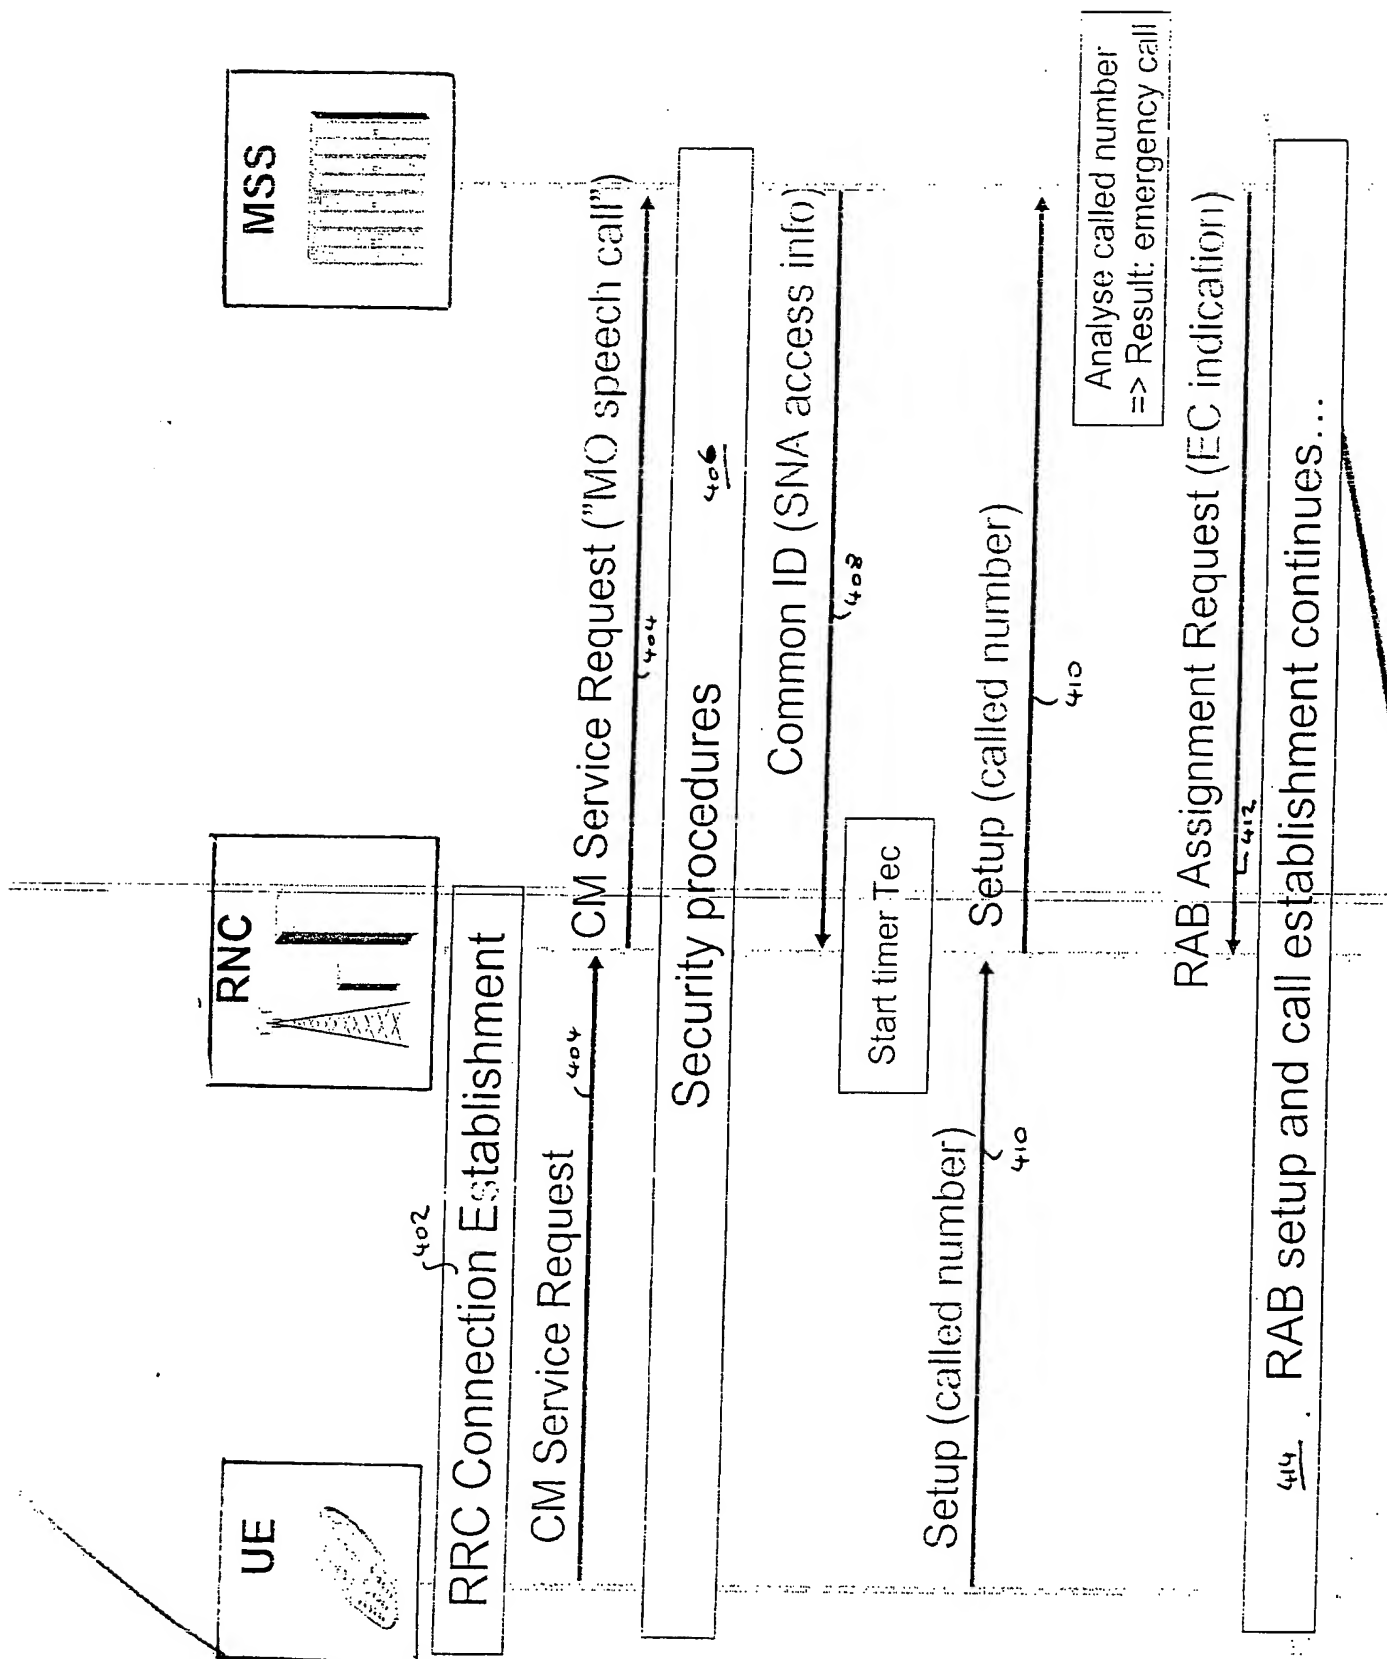 UE
RNC
MSS
402
RRC Connection Establishment
CM Service Request
404
CM Service Request ("MO speech call")
404
Security procedures
406
Common ID (SNA access info)
408
Start timer Tec
Setup (called number)
410
Setup (called number)
410
Analyse called number
=> Result: emergency call
RAB Assignment Request (EC indication)
412
414. RAB setup and call establishment continues...